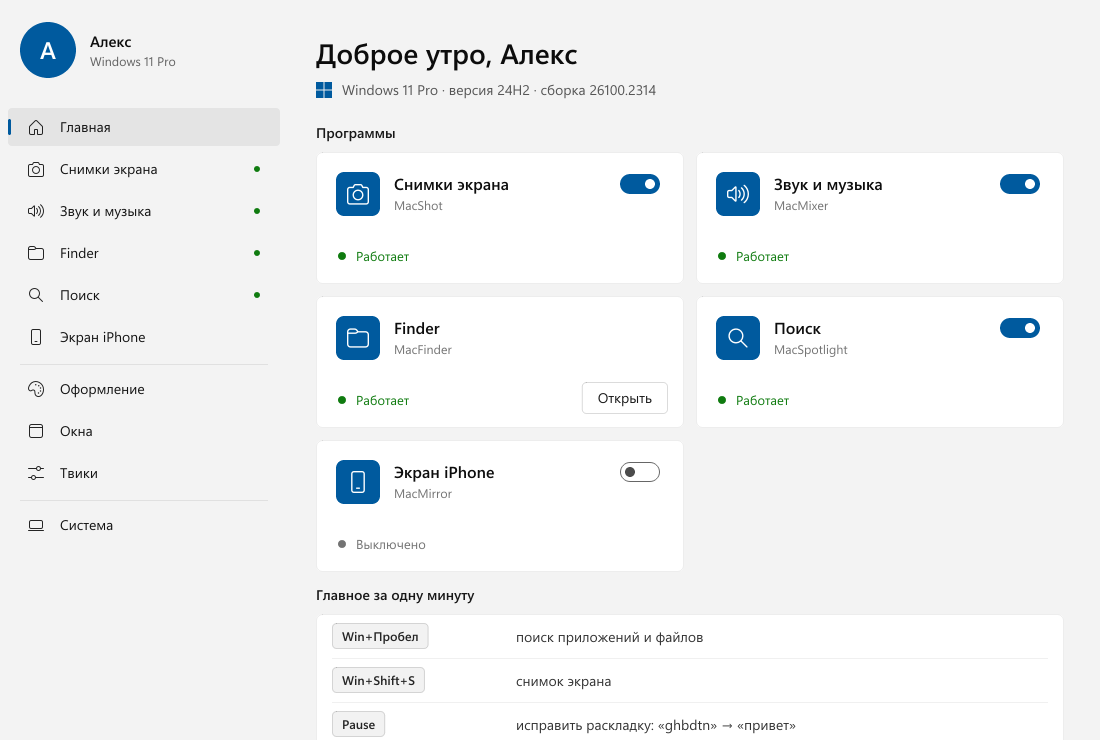 A
Алекс
Windows 11 Pro
Главная
Снимки экрана
Звук и музыка
Finder
Поиск
Экран iPhone
Оформление
Окна
Твики
Система
Доброе утро, Алекс
Windows 11 Pro · версия 24H2 · сборка 26100.2314
Программы
Снимки экрана
MacShot
Работает
Звук и музыка
MacMixer
Работает
Finder
MacFinder
Работает
Открыть
Поиск
MacSpotlight
Работает
Экран iPhone
MacMirror
Выключено
Главное за одну минуту
Win+Пробел поиск приложений и файлов
Win+Shift+S снимок экрана
Pause исправить раскладку: «ghbdtn» → «привет»